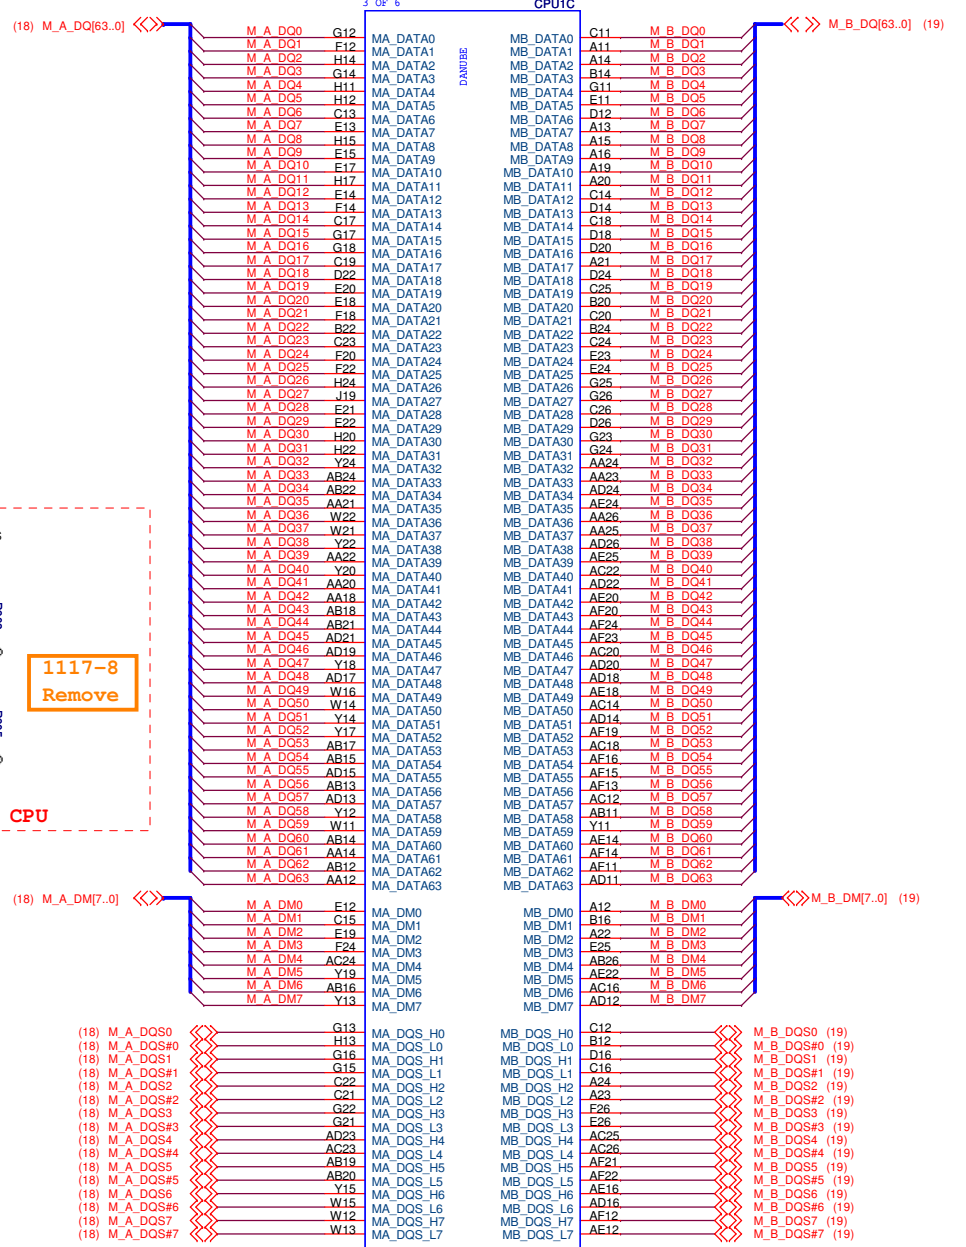 3 OF 6 CPU1C
(18) M_A_DQ[63..0] M_B_DQ[63..0] (19)
DANUBE
M_A_DQ0 G12 MA_DATA0 MB_DATA0 C11 M_B_DQ0
M_A_DQ1 F12 MA_DATA1 MB_DATA1 A11 M_B_DQ1
M_A_DQ2 H14 MA_DATA2 MB_DATA2 A14 M_B_DQ2
M_A_DQ3 G14 MA_DATA3 MB_DATA3 B14 M_B_DQ3
M_A_DQ4 H11 MA_DATA4 MB_DATA4 G11 M_B_DQ4
M_A_DQ5 H12 MA_DATA5 MB_DATA5 E11 M_B_DQ5
M_A_DQ6 C13 MA_DATA6 MB_DATA6 D12 M_B_DQ6
M_A_DQ7 E13 MA_DATA7 MB_DATA7 A13 M_B_DQ7
M_A_DQ8 H15 MA_DATA8 MB_DATA8 A15 M_B_DQ8
M_A_DQ9 E15 MA_DATA9 MB_DATA9 A16 M_B_DQ9
M_A_DQ10 E17 MA_DATA10 MB_DATA10 A19 M_B_DQ10
M_A_DQ11 H17 MA_DATA11 MB_DATA11 A20 M_B_DQ11
M_A_DQ12 E14 MA_DATA12 MB_DATA12 C14 M_B_DQ12
M_A_DQ13 F14 MA_DATA13 MB_DATA13 D14 M_B_DQ13
M_A_DQ14 C17 MA_DATA14 MB_DATA14 C18 M_B_DQ14
M_A_DQ15 G17 MA_DATA15 MB_DATA15 D18 M_B_DQ15
M_A_DQ16 G18 MA_DATA16 MB_DATA16 D20 M_B_DQ16
M_A_DQ17 C19 MA_DATA17 MB_DATA17 A21 M_B_DQ17
M_A_DQ18 D22 MA_DATA18 MB_DATA18 D24 M_B_DQ18
M_A_DQ19 E20 MA_DATA19 MB_DATA19 C25 M_B_DQ19
M_A_DQ20 E18 MA_DATA20 MB_DATA20 B20 M_B_DQ20
M_A_DQ21 F18 MA_DATA21 MB_DATA21 C20 M_B_DQ21
M_A_DQ22 B22 MA_DATA22 MB_DATA22 B24 M_B_DQ22
M_A_DQ23 C23 MA_DATA23 MB_DATA23 C24 M_B_DQ23
M_A_DQ24 F20 MA_DATA24 MB_DATA24 E23 M_B_DQ24
M_A_DQ25 F22 MA_DATA25 MB_DATA25 E24 M_B_DQ25
M_A_DQ26 H24 MA_DATA26 MB_DATA26 G25 M_B_DQ26
M_A_DQ27 J19 MA_DATA27 MB_DATA27 G26 M_B_DQ27
M_A_DQ28 E21 MA_DATA28 MB_DATA28 C26 M_B_DQ28
M_A_DQ29 E22 MA_DATA29 MB_DATA29 D26 M_B_DQ29
M_A_DQ30 H20 MA_DATA30 MB_DATA30 G23 M_B_DQ30
M_A_DQ31 H22 MA_DATA31 MB_DATA31 G24 M_B_DQ31
M_A_DQ32 Y24 MA_DATA32 MB_DATA32 AA24 M_B_DQ32
M_A_DQ33 AB24 MA_DATA33 MB_DATA33 AA23 M_B_DQ33
M_A_DQ34 AB22 MA_DATA34 MB_DATA34 AD24 M_B_DQ34
M_A_DQ35 AA21 MA_DATA35 MB_DATA35 AE24 M_B_DQ35
M_A_DQ36 W22 MA_DATA36 MB_DATA36 AA26 M_B_DQ36
M_A_DQ37 W21 MA_DATA37 MB_DATA37 AA25 M_B_DQ37
M_A_DQ38 Y22 MA_DATA38 MB_DATA38 AD26 M_B_DQ38
M_A_DQ39 AA22 MA_DATA39 MB_DATA39 AE25 M_B_DQ39
M_A_DQ40 Y20 MA_DATA40 MB_DATA40 AC22 M_B_DQ40
M_A_DQ41 AA20 MA_DATA41 MB_DATA41 AD22 M_B_DQ41
M_A_DQ42 AA18 MA_DATA42 MB_DATA42 AE20 M_B_DQ42
M_A_DQ43 AB18 MA_DATA43 MB_DATA43 AF20 M_B_DQ43
M_A_DQ44 AB21 MA_DATA44 MB_DATA44 AF24 M_B_DQ44
M_A_DQ45 AD21 MA_DATA45 MB_DATA45 AF23 M_B_DQ45
M_A_DQ46 AD19 MA_DATA46 MB_DATA46 AC20 M_B_DQ46
M_A_DQ47 Y18 MA_DATA47 MB_DATA47 AD20 M_B_DQ47
M_A_DQ48 AD17 MA_DATA48 MB_DATA48 AD18 M_B_DQ48
M_A_DQ49 W16 MA_DATA49 MB_DATA49 AE18 M_B_DQ49
M_A_DQ50 W14 MA_DATA50 MB_DATA50 AC14 M_B_DQ50
M_A_DQ51 Y14 MA_DATA51 MB_DATA51 AD14 M_B_DQ51
M_A_DQ52 Y17 MA_DATA52 MB_DATA52 AF19 M_B_DQ52
M_A_DQ53 AB17 MA_DATA53 MB_DATA53 AC18 M_B_DQ53
M_A_DQ54 AB15 MA_DATA54 MB_DATA54 AF16 M_B_DQ54
M_A_DQ55 AD15 MA_DATA55 MB_DATA55 AF15 M_B_DQ55
M_A_DQ56 AB13 MA_DATA56 MB_DATA56 AF13 M_B_DQ56
M_A_DQ57 AD13 MA_DATA57 MB_DATA57 AC12 M_B_DQ57
M_A_DQ58 Y12 MA_DATA58 MB_DATA58 AB11 M_B_DQ58
M_A_DQ59 W11 MA_DATA59 MB_DATA59 Y11 M_B_DQ59
M_A_DQ60 AB14 MA_DATA60 MB_DATA60 AE14 M_B_DQ60
M_A_DQ61 AA14 MA_DATA61 MB_DATA61 AF14 M_B_DQ61
M_A_DQ62 AB12 MA_DATA62 MB_DATA62 AF11 M_B_DQ62
M_A_DQ63 AA12 MA_DATA63 MB_DATA63 AD11 M_B_DQ63
1117-8
Remove
CPU
(18) M_A_DM[7..0] M_B_DM[7..0] (19)
M_A_DM0 E12 MA_DM0 MB_DM0 A12 M_B_DM0
M_A_DM1 C15 MA_DM1 MB_DM1 B16 M_B_DM1
M_A_DM2 E19 MA_DM2 MB_DM2 A22 M_B_DM2
M_A_DM3 F24 MA_DM3 MB_DM3 E25 M_B_DM3
M_A_DM4 AC24 MA_DM4 MB_DM4 AB26 M_B_DM4
M_A_DM5 Y19 MA_DM5 MB_DM5 AE22 M_B_DM5
M_A_DM6 AB16 MA_DM6 MB_DM6 AC16 M_B_DM6
M_A_DM7 Y13 MA_DM7 MB_DM7 AD12 M_B_DM7
(18) M_A_DQS0 G13 MA_DQS_H0 MB_DQS_H0 C12 M_B_DQS0 (19)
(18) M_A_DQS#0 H13 MA_DQS_L0 MB_DQS_L0 B12 M_B_DQS#0 (19)
(18) M_A_DQS1 G16 MA_DQS_H1 MB_DQS_H1 D16 M_B_DQS1 (19)
(18) M_A_DQS#1 G15 MA_DQS_L1 MB_DQS_L1 C16 M_B_DQS#1 (19)
(18) M_A_DQS2 C22 MA_DQS_H2 MB_DQS_H2 A24 M_B_DQS2 (19)
(18) M_A_DQS#2 C21 MA_DQS_L2 MB_DQS_L2 A23 M_B_DQS#2 (19)
(18) M_A_DQS3 G22 MA_DQS_H3 MB_DQS_H3 F26 M_B_DQS3 (19)
(18) M_A_DQS#3 G21 MA_DQS_L3 MB_DQS_L3 E26 M_B_DQS#3 (19)
(18) M_A_DQS4 AD23 MA_DQS_H4 MB_DQS_H4 AC25 M_B_DQS4 (19)
(18) M_A_DQS#4 AC23 MA_DQS_L4 MB_DQS_L4 AC26 M_B_DQS#4 (19)
(18) M_A_DQS5 AB19 MA_DQS_H5 MB_DQS_H5 AF21 M_B_DQS5 (19)
(18) M_A_DQS#5 AB20 MA_DQS_L5 MB_DQS_L5 AF22 M_B_DQS#5 (19)
(18) M_A_DQS6 Y15 MA_DQS_H6 MB_DQS_H6 AE16 M_B_DQS6 (19)
(18) M_A_DQS#6 W15 MA_DQS_L6 MB_DQS_L6 AD16 M_B_DQS#6 (19)
(18) M_A_DQS7 W12 MA_DQS_H7 MB_DQS_H7 AF12 M_B_DQS7 (19)
(18) M_A_DQS#7 W13 MA_DQS_L7 MB_DQS_L7 AE12 M_B_DQS#7 (19)